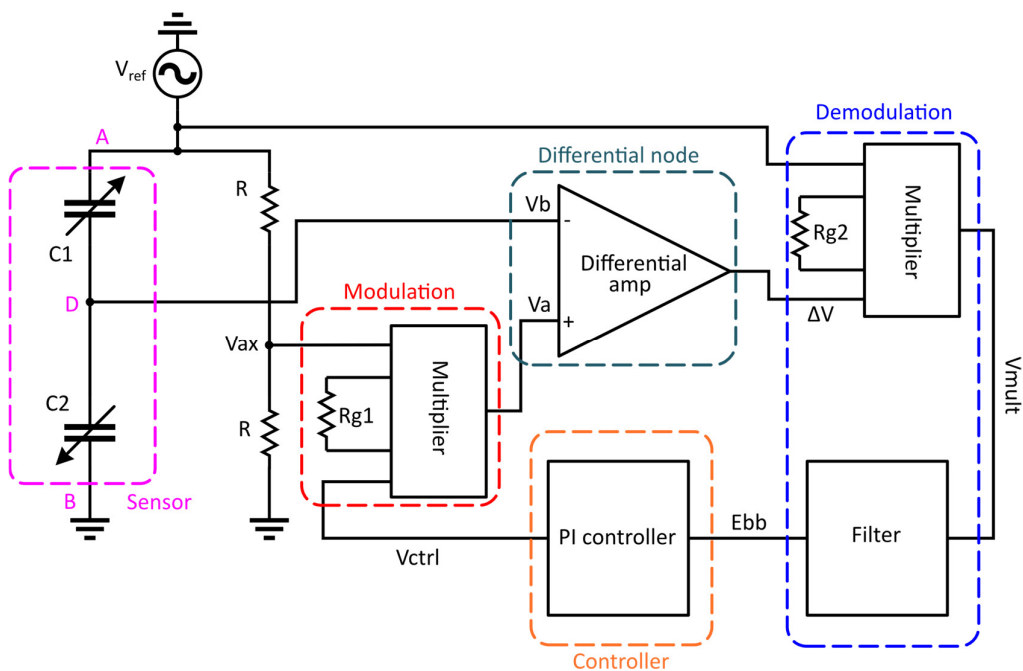 Vref
Demodulation
A
Differential node
R
Vb
-
Multiplier
Rg2
C1
Differential
amp
D
Modulation
Va
+
ΔV
Vax
Multiplier
Vmult
C2
Rg1
R
B
Sensor
Ebb
PI controller
Filter
Vctrl
Controller